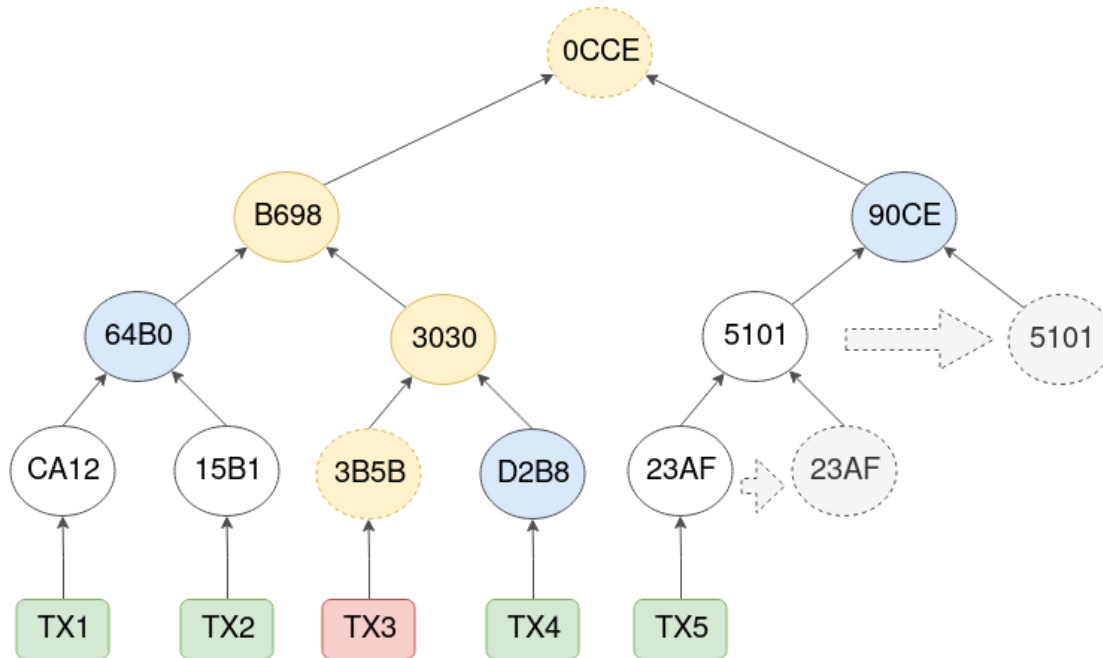 0CCE
B698
90CE
64B0
3030
5101
5101
CA12
15B1
3B5B
D2B8
23AF
23AF
TX1
TX2
TX3
TX4
TX5